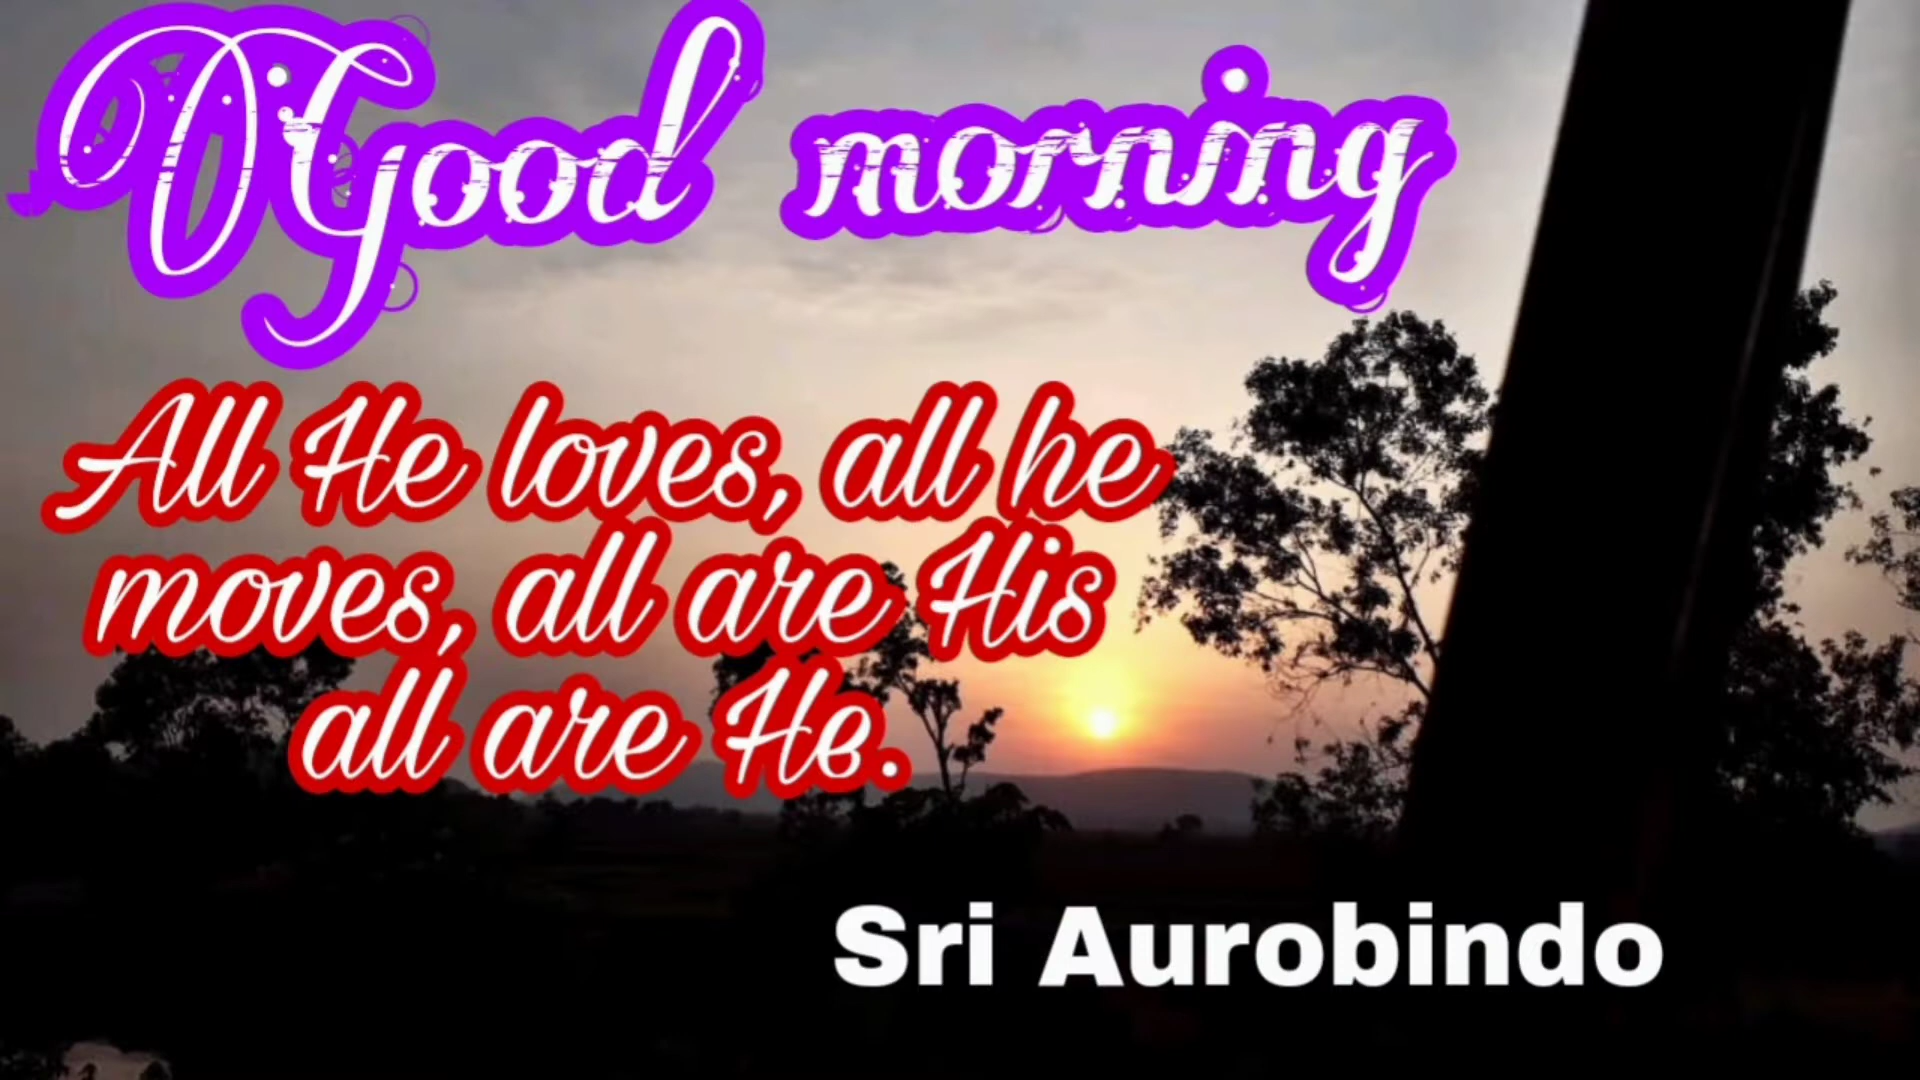 Good morning
All He loves, all he
moves, all are His
all are He.
Sri Aurobindo